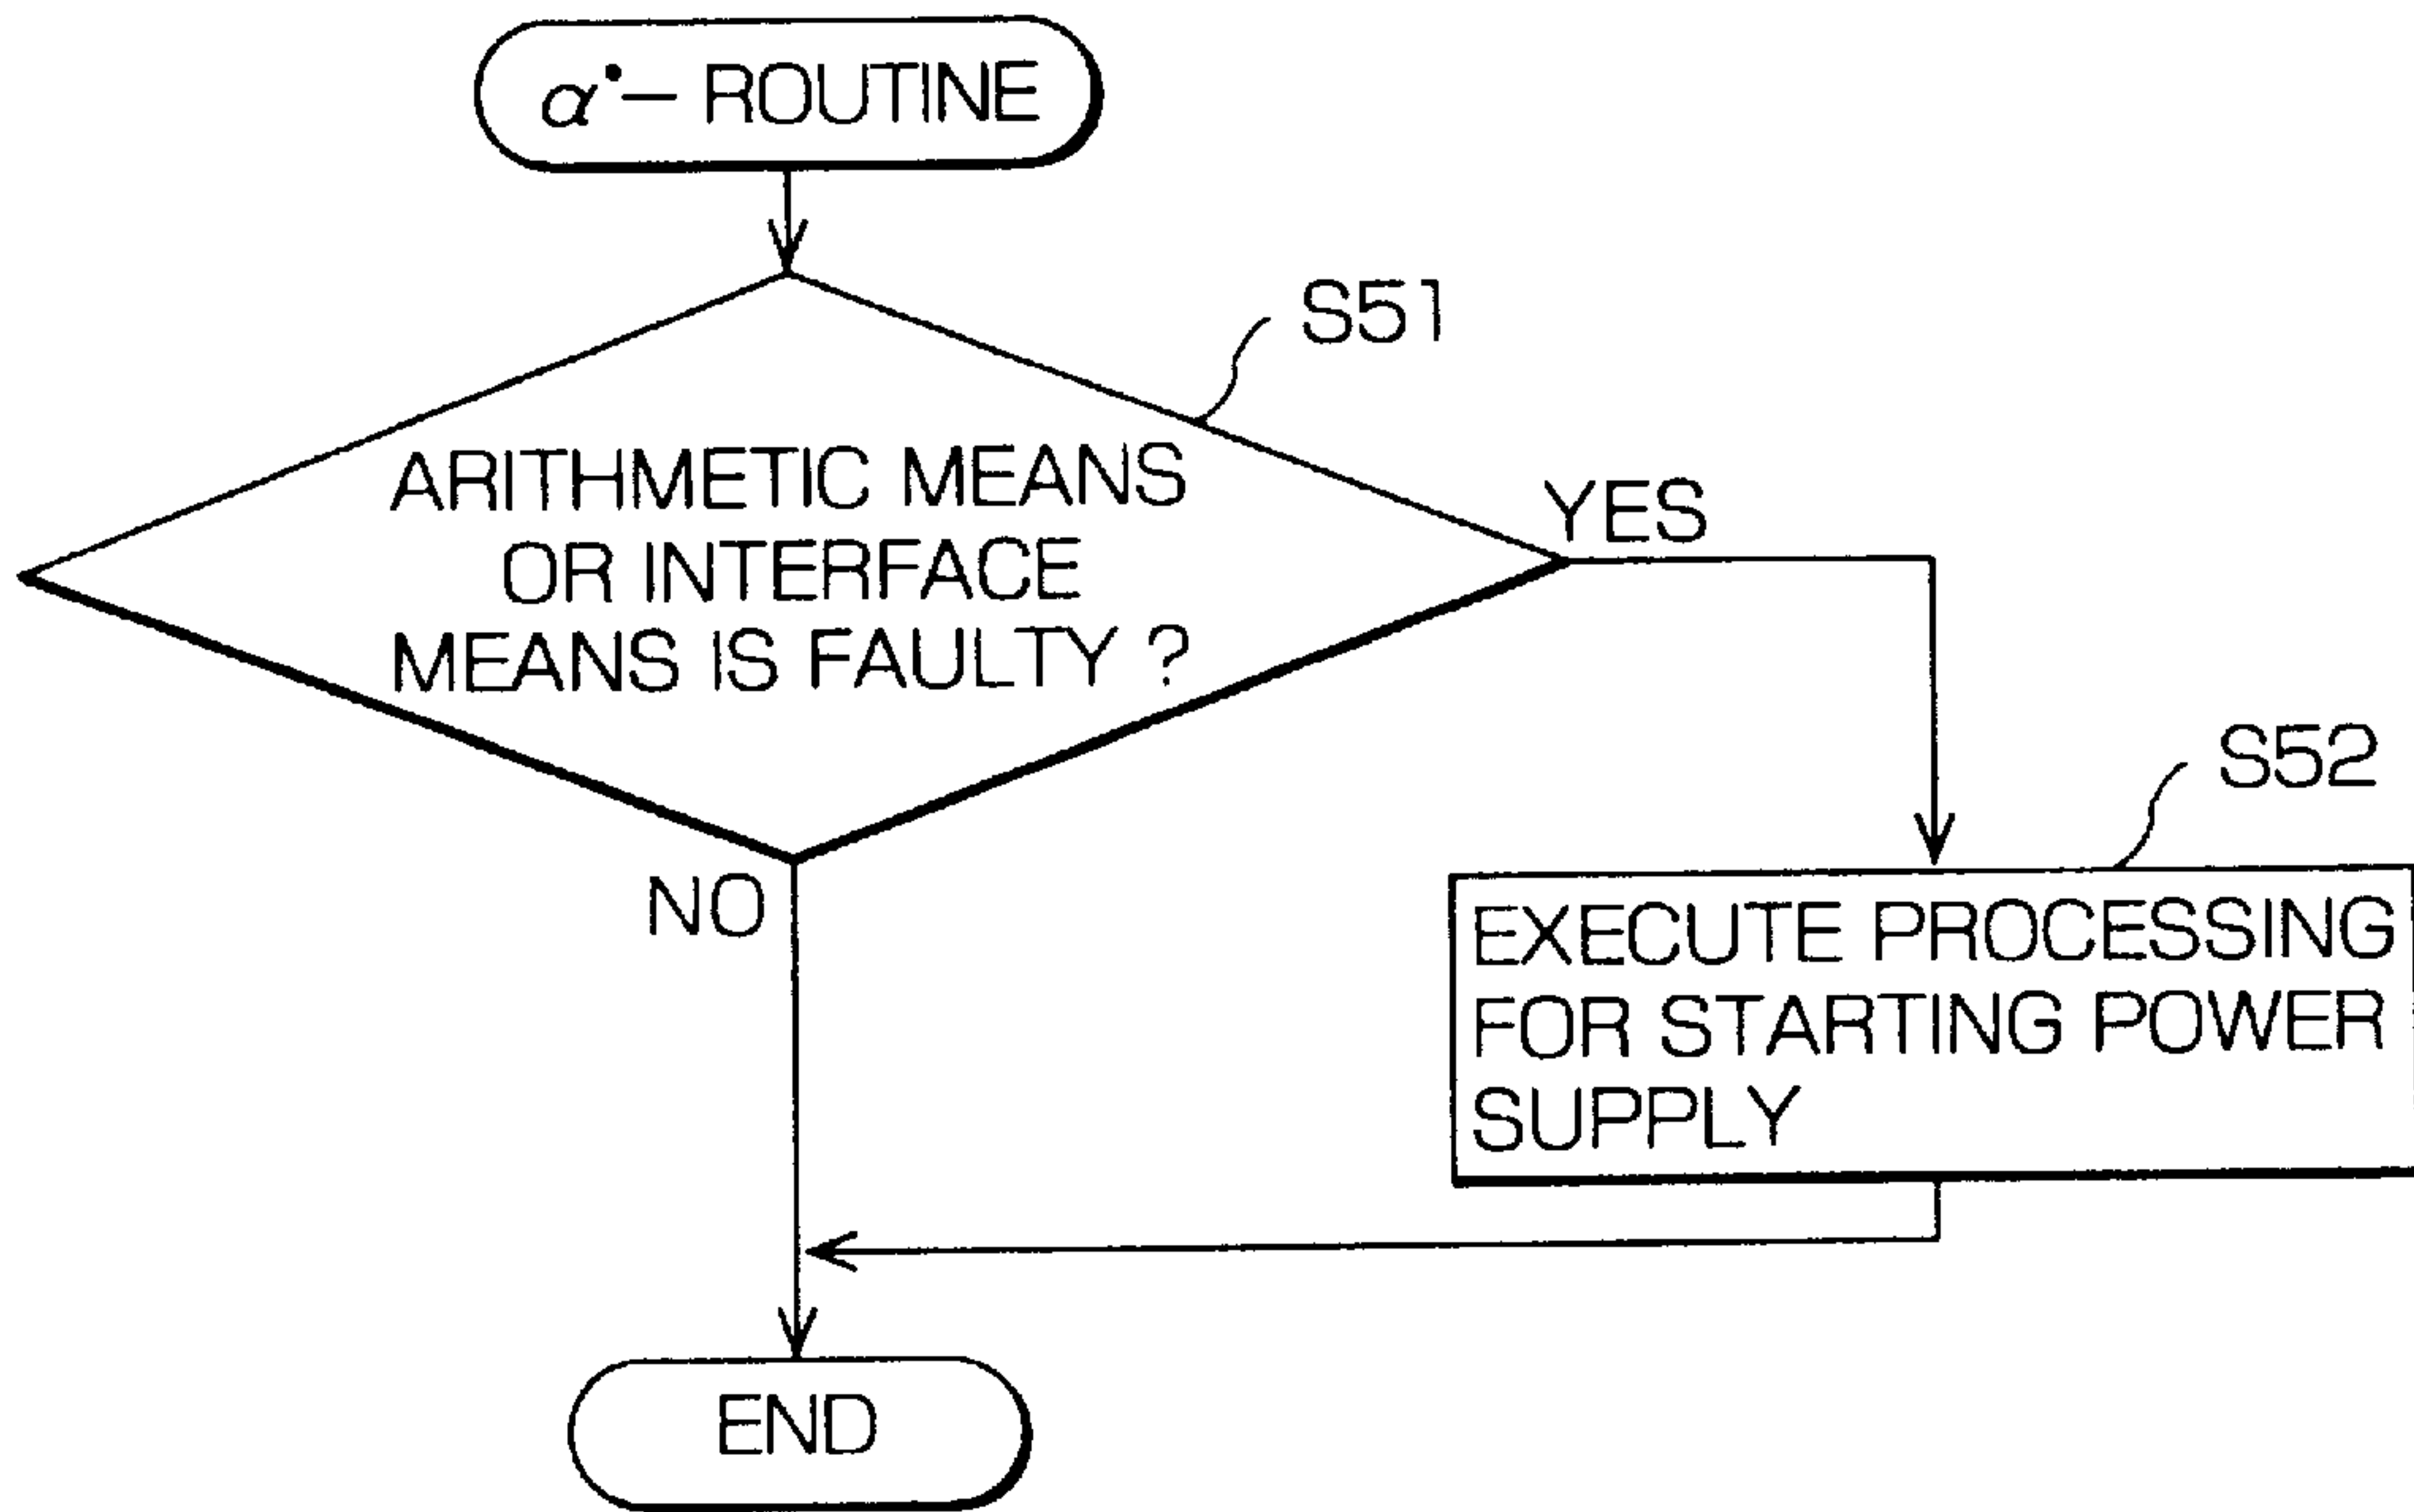 α•— ROUTINE
S51
ARITHMETIC MEANS
OR INTERFACE
MEANS IS FAULTY ?
YES
NO
S52
EXECUTE PROCESSING
FOR STARTING POWER
SUPPLY
END